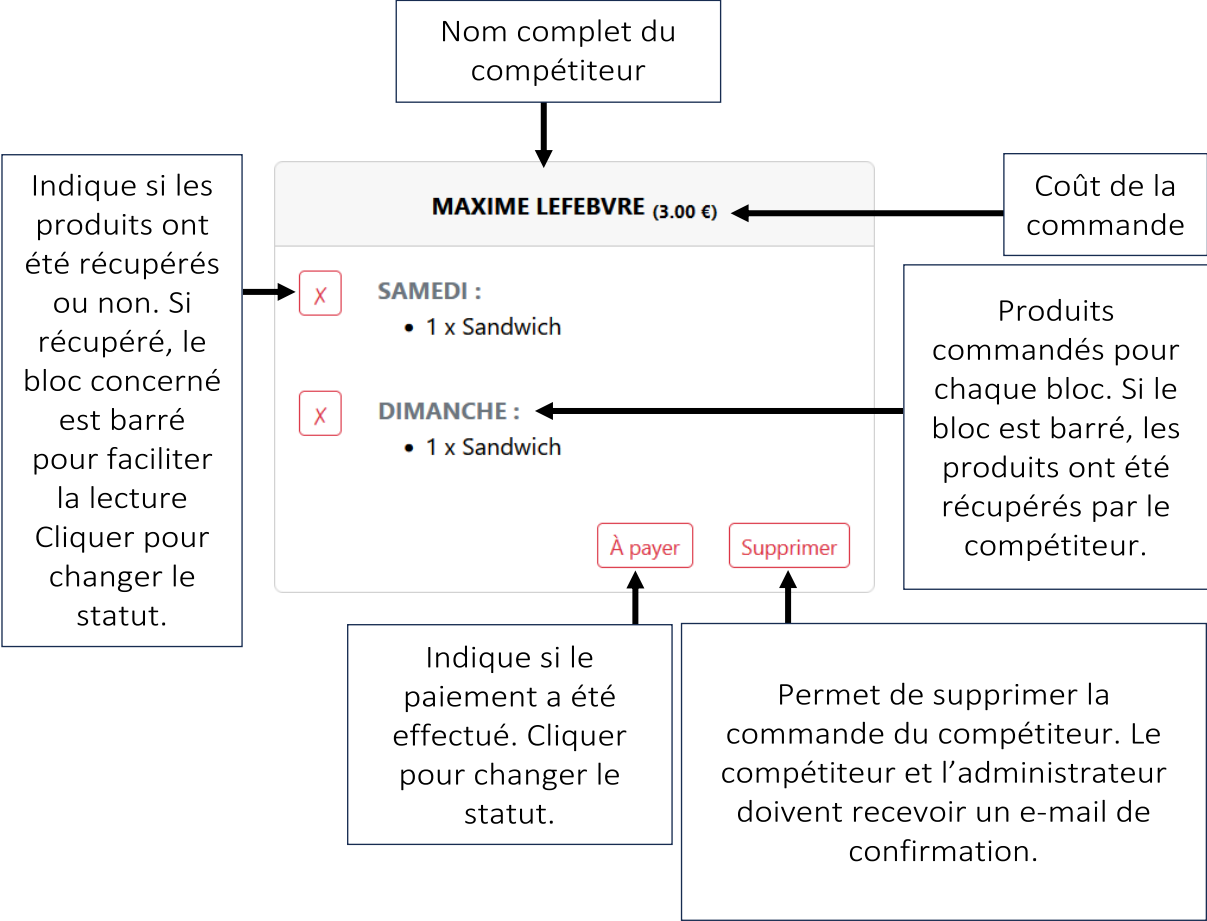 Nom complet du
compétiteur
Indique si les
produits ont
été récupérés
ou non. Si
récupéré, le
bloc concerné
est barré
pour faciliter
la lecture
Cliquer pour
changer le
statut.
MAXIME LEFEBVRE (3.00 €)
Coût de la
commande
✗ SAMEDI :
• 1 x Sandwich
✗ DIMANCHE :
• 1 x Sandwich
Produits
commandés pour
chaque bloc. Si le
bloc est barré, les
produits ont été
récupérés par le
compétiteur.
À payer Supprimer
Indique si le
paiement a été
effectué. Cliquer
pour changer le
statut.
Permet de supprimer la
commande du compétiteur. Le
compétiteur et l’administrateur
doivent recevoir un e-mail de
confirmation.